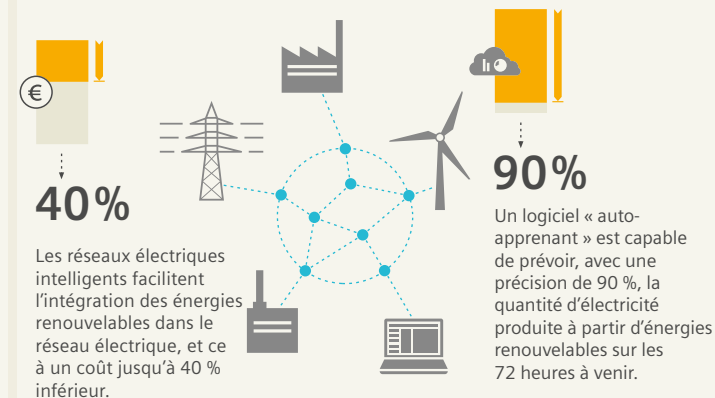 €
40 %
Les réseaux électriques
intelligents facilitent
l’intégration des énergies
renouvelables dans le
réseau électrique, et ce
à un coût jusqu’à 40 %
inférieur.
90 %
Un logiciel « auto-
apprenant » est capable
de prévoir, avec une
précision de 90 %, la
quantité d’électricité
produite à partir d’énergies
renouvelables sur les
72 heures à venir.